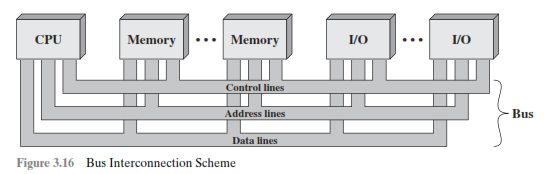 CPU Memory ••• Memory I/O ••• I/O
Control lines
Address lines
Bus
Data lines
Figure 3.16 Bus Interconnection Scheme